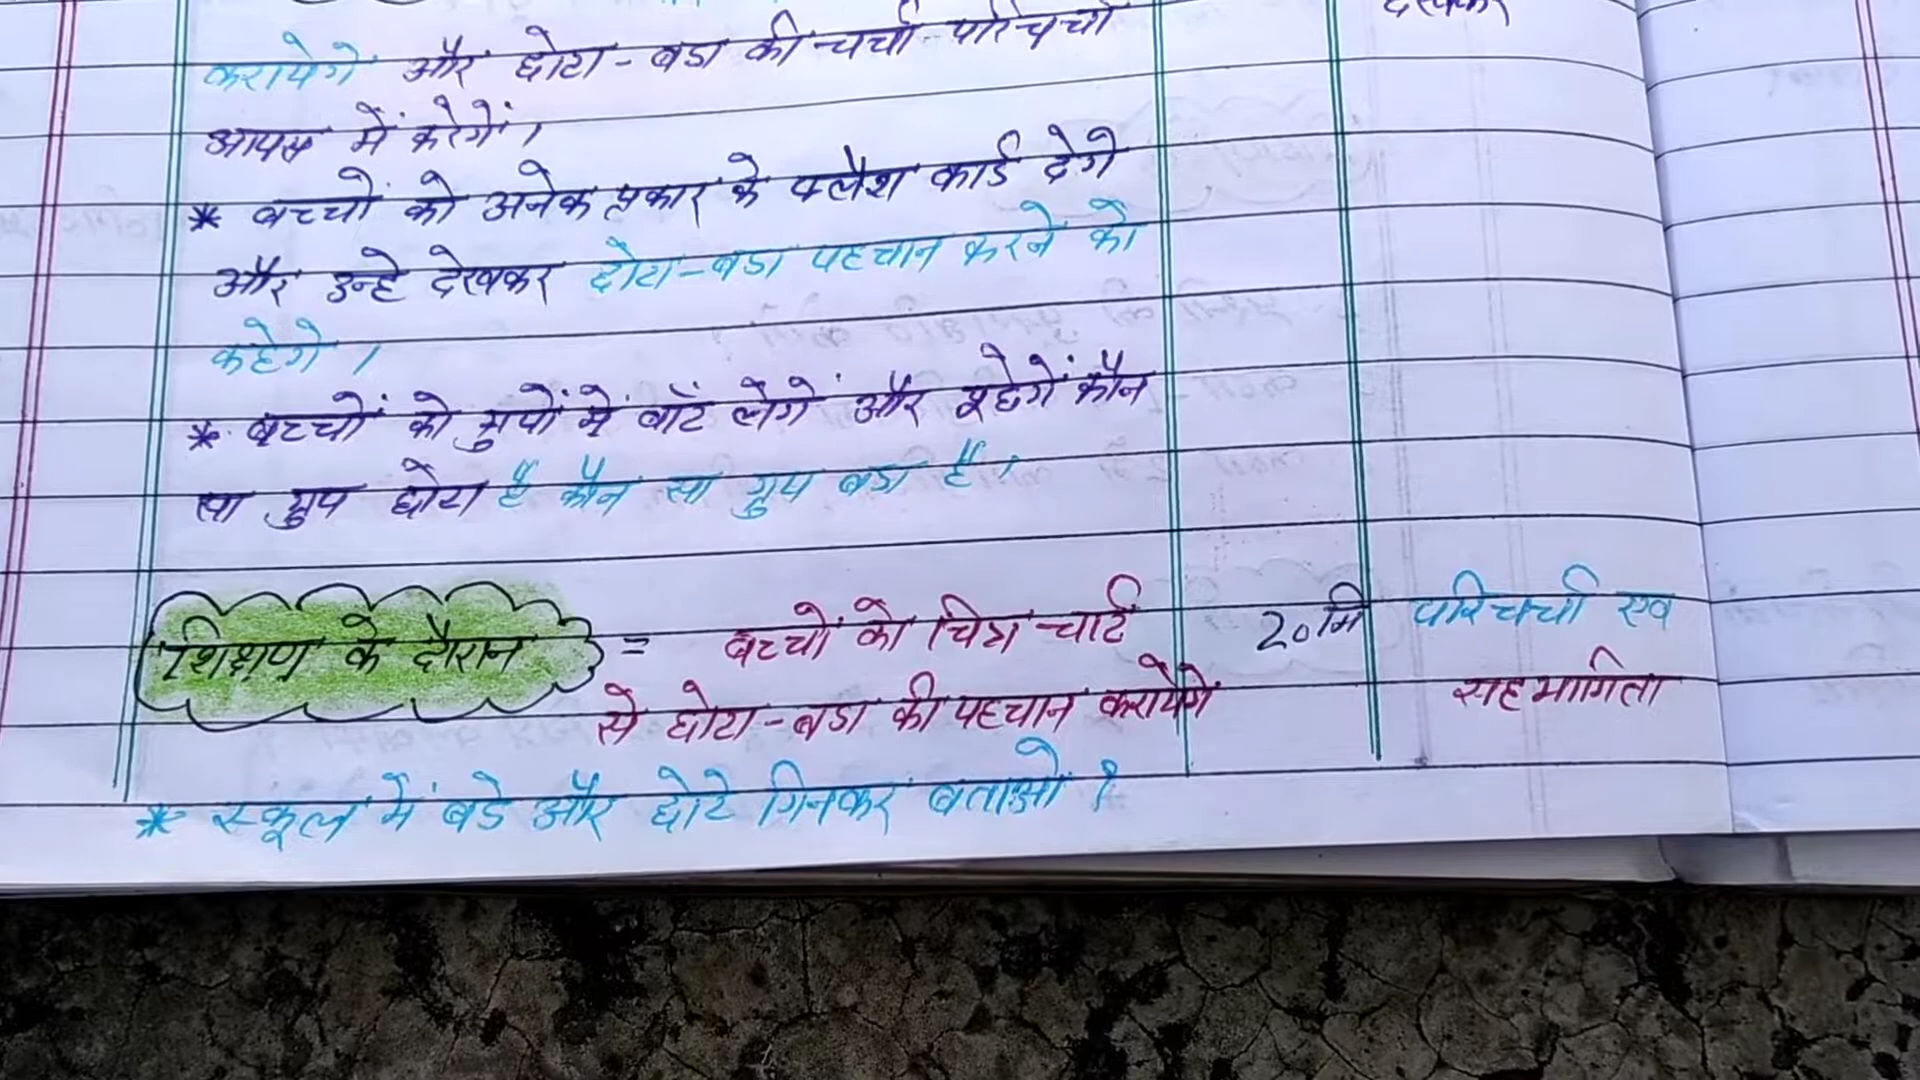 करायेगें और छोटा-बडा की चर्चा-परिचर्चा
आपस में करेगें।
* बच्चों को अनेक प्रकार के फ्लैश कार्ड देगे
और उन्हे देखकर छोटा-बडा पहचान करने को
कहेगे।
* बच्चों को ग्रुपों में बाँट लेगें और कौन
सा ग्रुप छोटा है कौन सा ग्रुप बडा है।
शिक्षण के दौरान = बच्चों को चित्र चार्ट 20मि परिचर्चा एव
से छोटा-बडा की पहचान करायेगे सहभागिता
* स्कूल में बडे और छोटे गिनकर बताओ ?